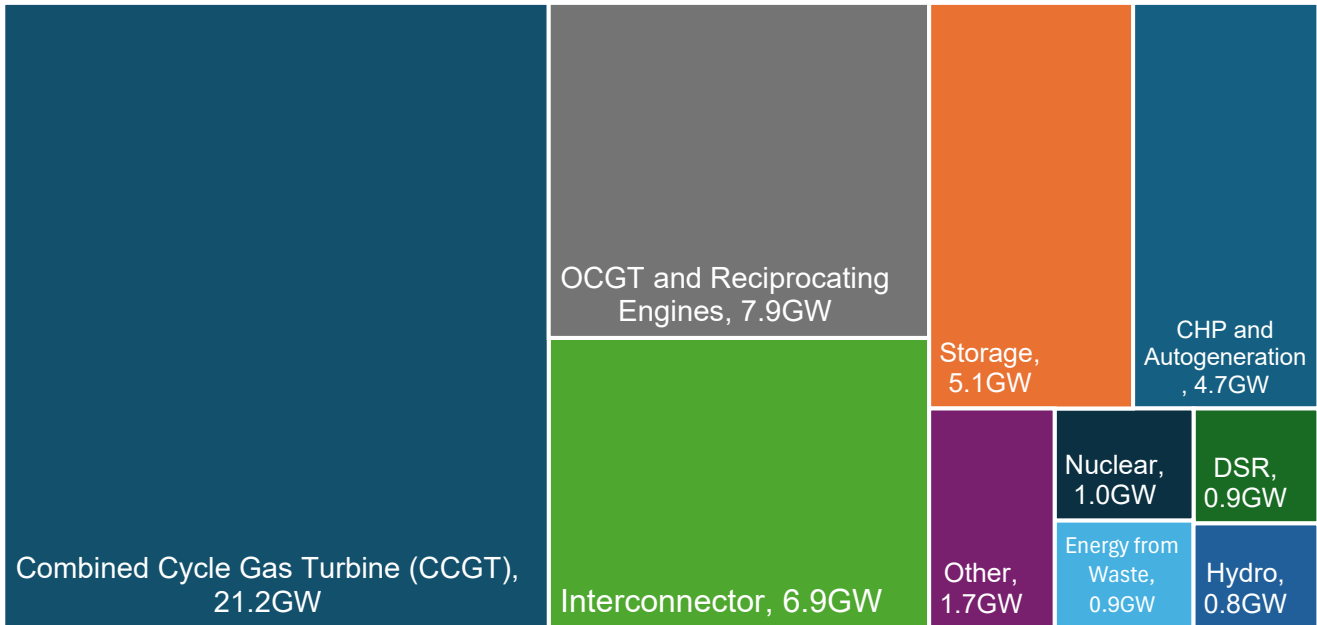 Combined Cycle Gas Turbine (CCGT),
21.2GW
OCGT and Reciprocating
Engines, 7.9GW
Interconnector, 6.9GW
Storage,
5.1GW
CHP and
Autogeneration
, 4.7GW
Other,
1.7GW
Nuclear,
1.0GW
Energy from
Waste,
0.9GW
DSR,
0.9GW
Hydro,
0.8GW